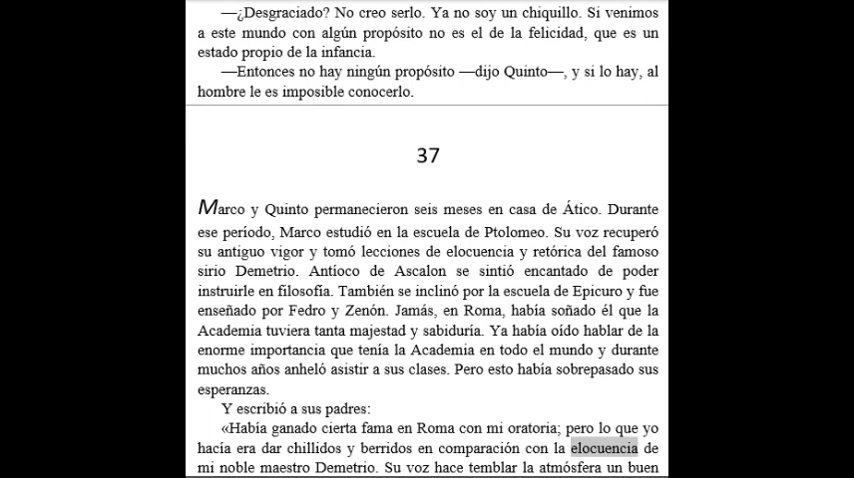 —¿Desgraciado? No creo serlo. Ya no soy un chiquillo. Si venimos
a este mundo con algún propósito no es el de la felicidad, que es un
estado propio de la infancia.
—Entonces no hay ningún propósito —dijo Quinto—, y si lo hay, al
hombre le es imposible conocerlo.
37
Marco y Quinto permanecieron seis meses en casa de Ático. Durante
ese período, Marco estudió en la escuela de Ptolomeo. Su voz recuperó
su antiguo vigor y tomó lecciones de elocuencia y retórica del famoso
sirio Demetrio. Antíoco de Ascalon se sintió encantado de poder
instruirle en filosofía. También se inclinó por la escuela de Epicuro y fue
enseñado por Fedro y Zenón. Jamás, en Roma, había soñado él que la
Academia tuviera tanta majestad y sabiduría. Ya había oído hablar de la
enorme importancia que tenía la Academia en todo el mundo y durante
muchos años anheló asistir a sus clases. Pero esto había sobrepasado sus
esperanzas.
Y escribió a sus padres:
«Había ganado cierta fama en Roma con mi oratoria; pero lo que yo
hacía era dar chillidos y berridos en comparación con la elocuencia de
mi noble maestro Demetrio. Su voz hace temblar la atmósfera un buen